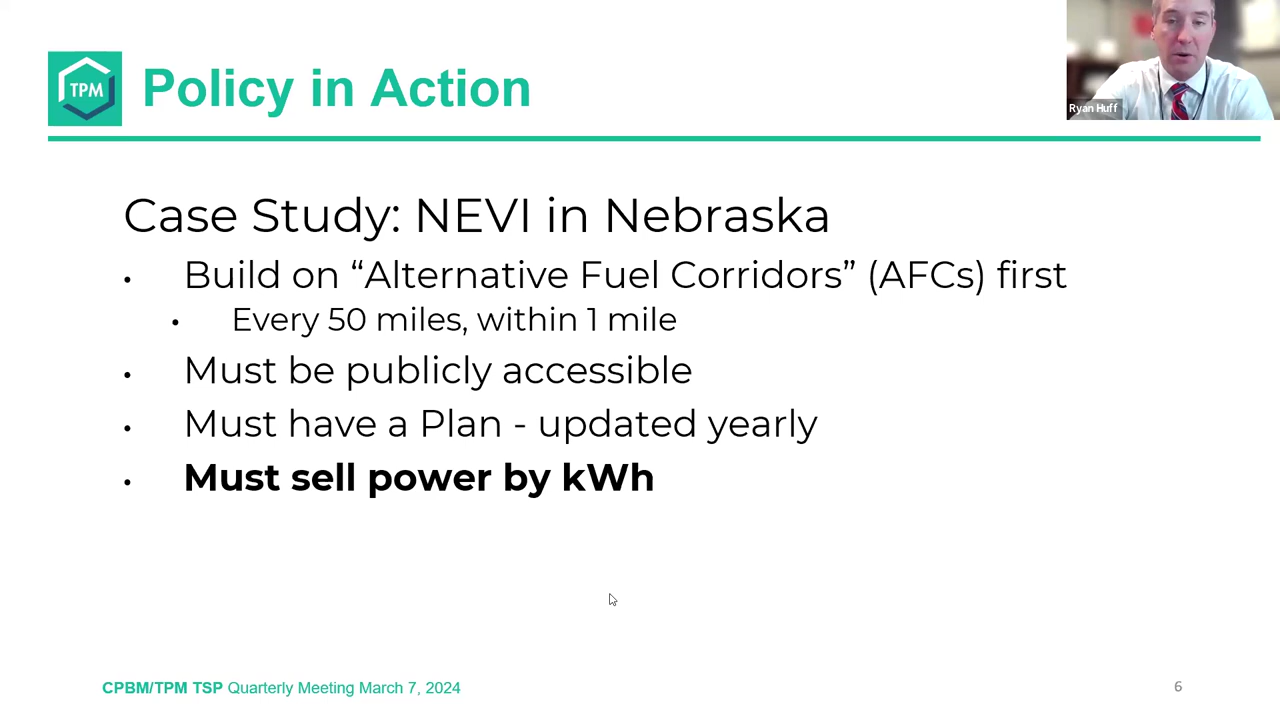 TPM
Policy in Action
Ryan Huff
Case Study: NEVI in Nebraska
• Build on “Alternative Fuel Corridors” (AFCs) first
• Every 50 miles, within 1 mile
• Must be publicly accessible
• Must have a Plan - updated yearly
• Must sell power by kWh
CPBM/TPM TSP Quarterly Meeting March 7, 2024
6